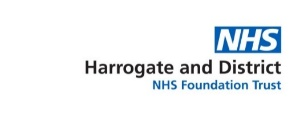 NHS
Harrogate and District
NHS Foundation Trust